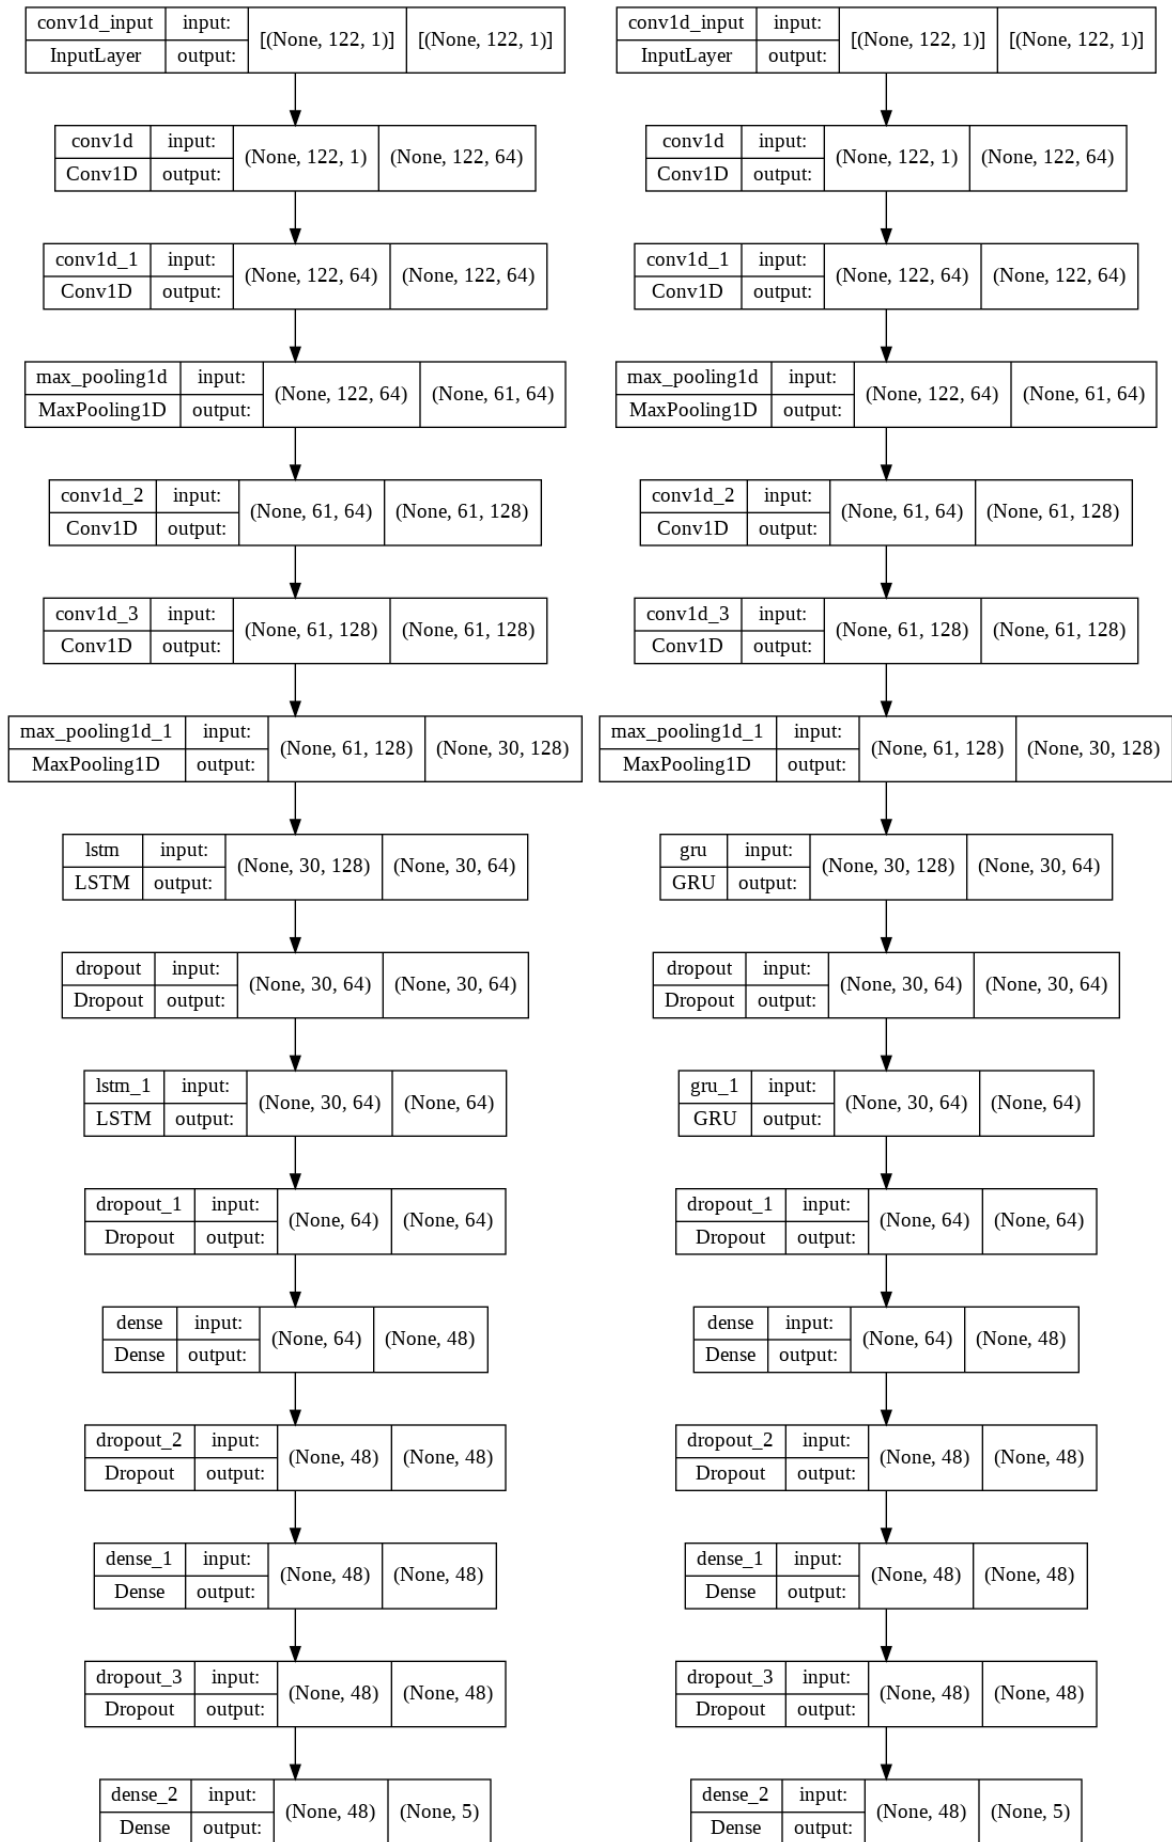 conv1d_input input: [(None, 122, 1)] [(None, 122, 1)]
InputLayer output:
conv1d input: (None, 122, 1) (None, 122, 64)
Conv1D output:
conv1d_1 input: (None, 122, 64) (None, 122, 64)
Conv1D output:
max_pooling1d input: (None, 122, 64) (None, 61, 64)
MaxPooling1D output:
conv1d_2 input: (None, 61, 64) (None, 61, 128)
Conv1D output:
conv1d_3 input: (None, 61, 128) (None, 61, 128)
Conv1D output:
max_pooling1d_1 input: (None, 61, 128) (None, 30, 128)
MaxPooling1D output:
lstm input: (None, 30, 128) (None, 30, 64)
LSTM output:
dropout input: (None, 30, 64) (None, 30, 64)
Dropout output:
lstm_1 input: (None, 30, 64) (None, 64)
LSTM output:
dropout_1 input: (None, 64) (None, 64)
Dropout output:
dense input: (None, 64) (None, 48)
Dense output:
dropout_2 input: (None, 48) (None, 48)
Dropout output:
dense_1 input: (None, 48) (None, 48)
Dense output:
dropout_3 input: (None, 48) (None, 48)
Dropout output:
dense_2 input: (None, 48) (None, 5)
Dense output:
conv1d_input input: [(None, 122, 1)] [(None, 122, 1)]
InputLayer output:
conv1d input: (None, 122, 1) (None, 122, 64)
Conv1D output:
conv1d_1 input: (None, 122, 64) (None, 122, 64)
Conv1D output:
max_pooling1d input: (None, 122, 64) (None, 61, 64)
MaxPooling1D output:
conv1d_2 input: (None, 61, 64) (None, 61, 128)
Conv1D output:
conv1d_3 input: (None, 61, 128) (None, 61, 128)
Conv1D output:
max_pooling1d_1 input: (None, 61, 128) (None, 30, 128)
MaxPooling1D output:
gru input: (None, 30, 128) (None, 30, 64)
GRU output:
dropout input: (None, 30, 64) (None, 30, 64)
Dropout output:
gru_1 input: (None, 30, 64) (None, 64)
GRU output:
dropout_1 input: (None, 64) (None, 64)
Dropout output:
dense input: (None, 64) (None, 48)
Dense output:
dropout_2 input: (None, 48) (None, 48)
Dropout output:
dense_1 input: (None, 48) (None, 48)
Dense output:
dropout_3 input: (None, 48) (None, 48)
Dropout output:
dense_2 input: (None, 48) (None, 5)
Dense output: